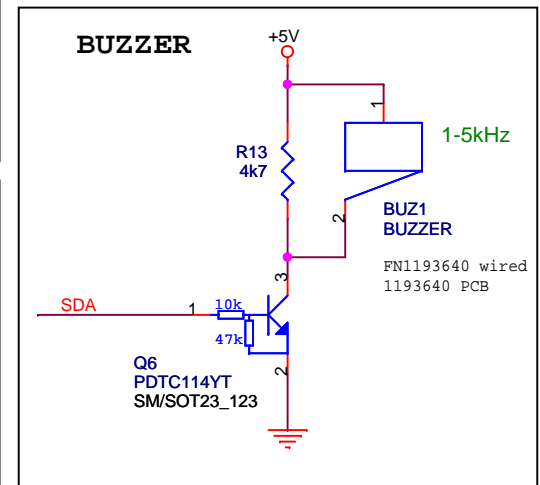 BUZZER
+5V
1
1-5kHz
R13
4k7
2
BUZ1
BUZZER
FN1193640 wired
1193640 PCB
3
SDA
1
10k
47k
2
Q6
PDTC114YT
SM/SOT23_123